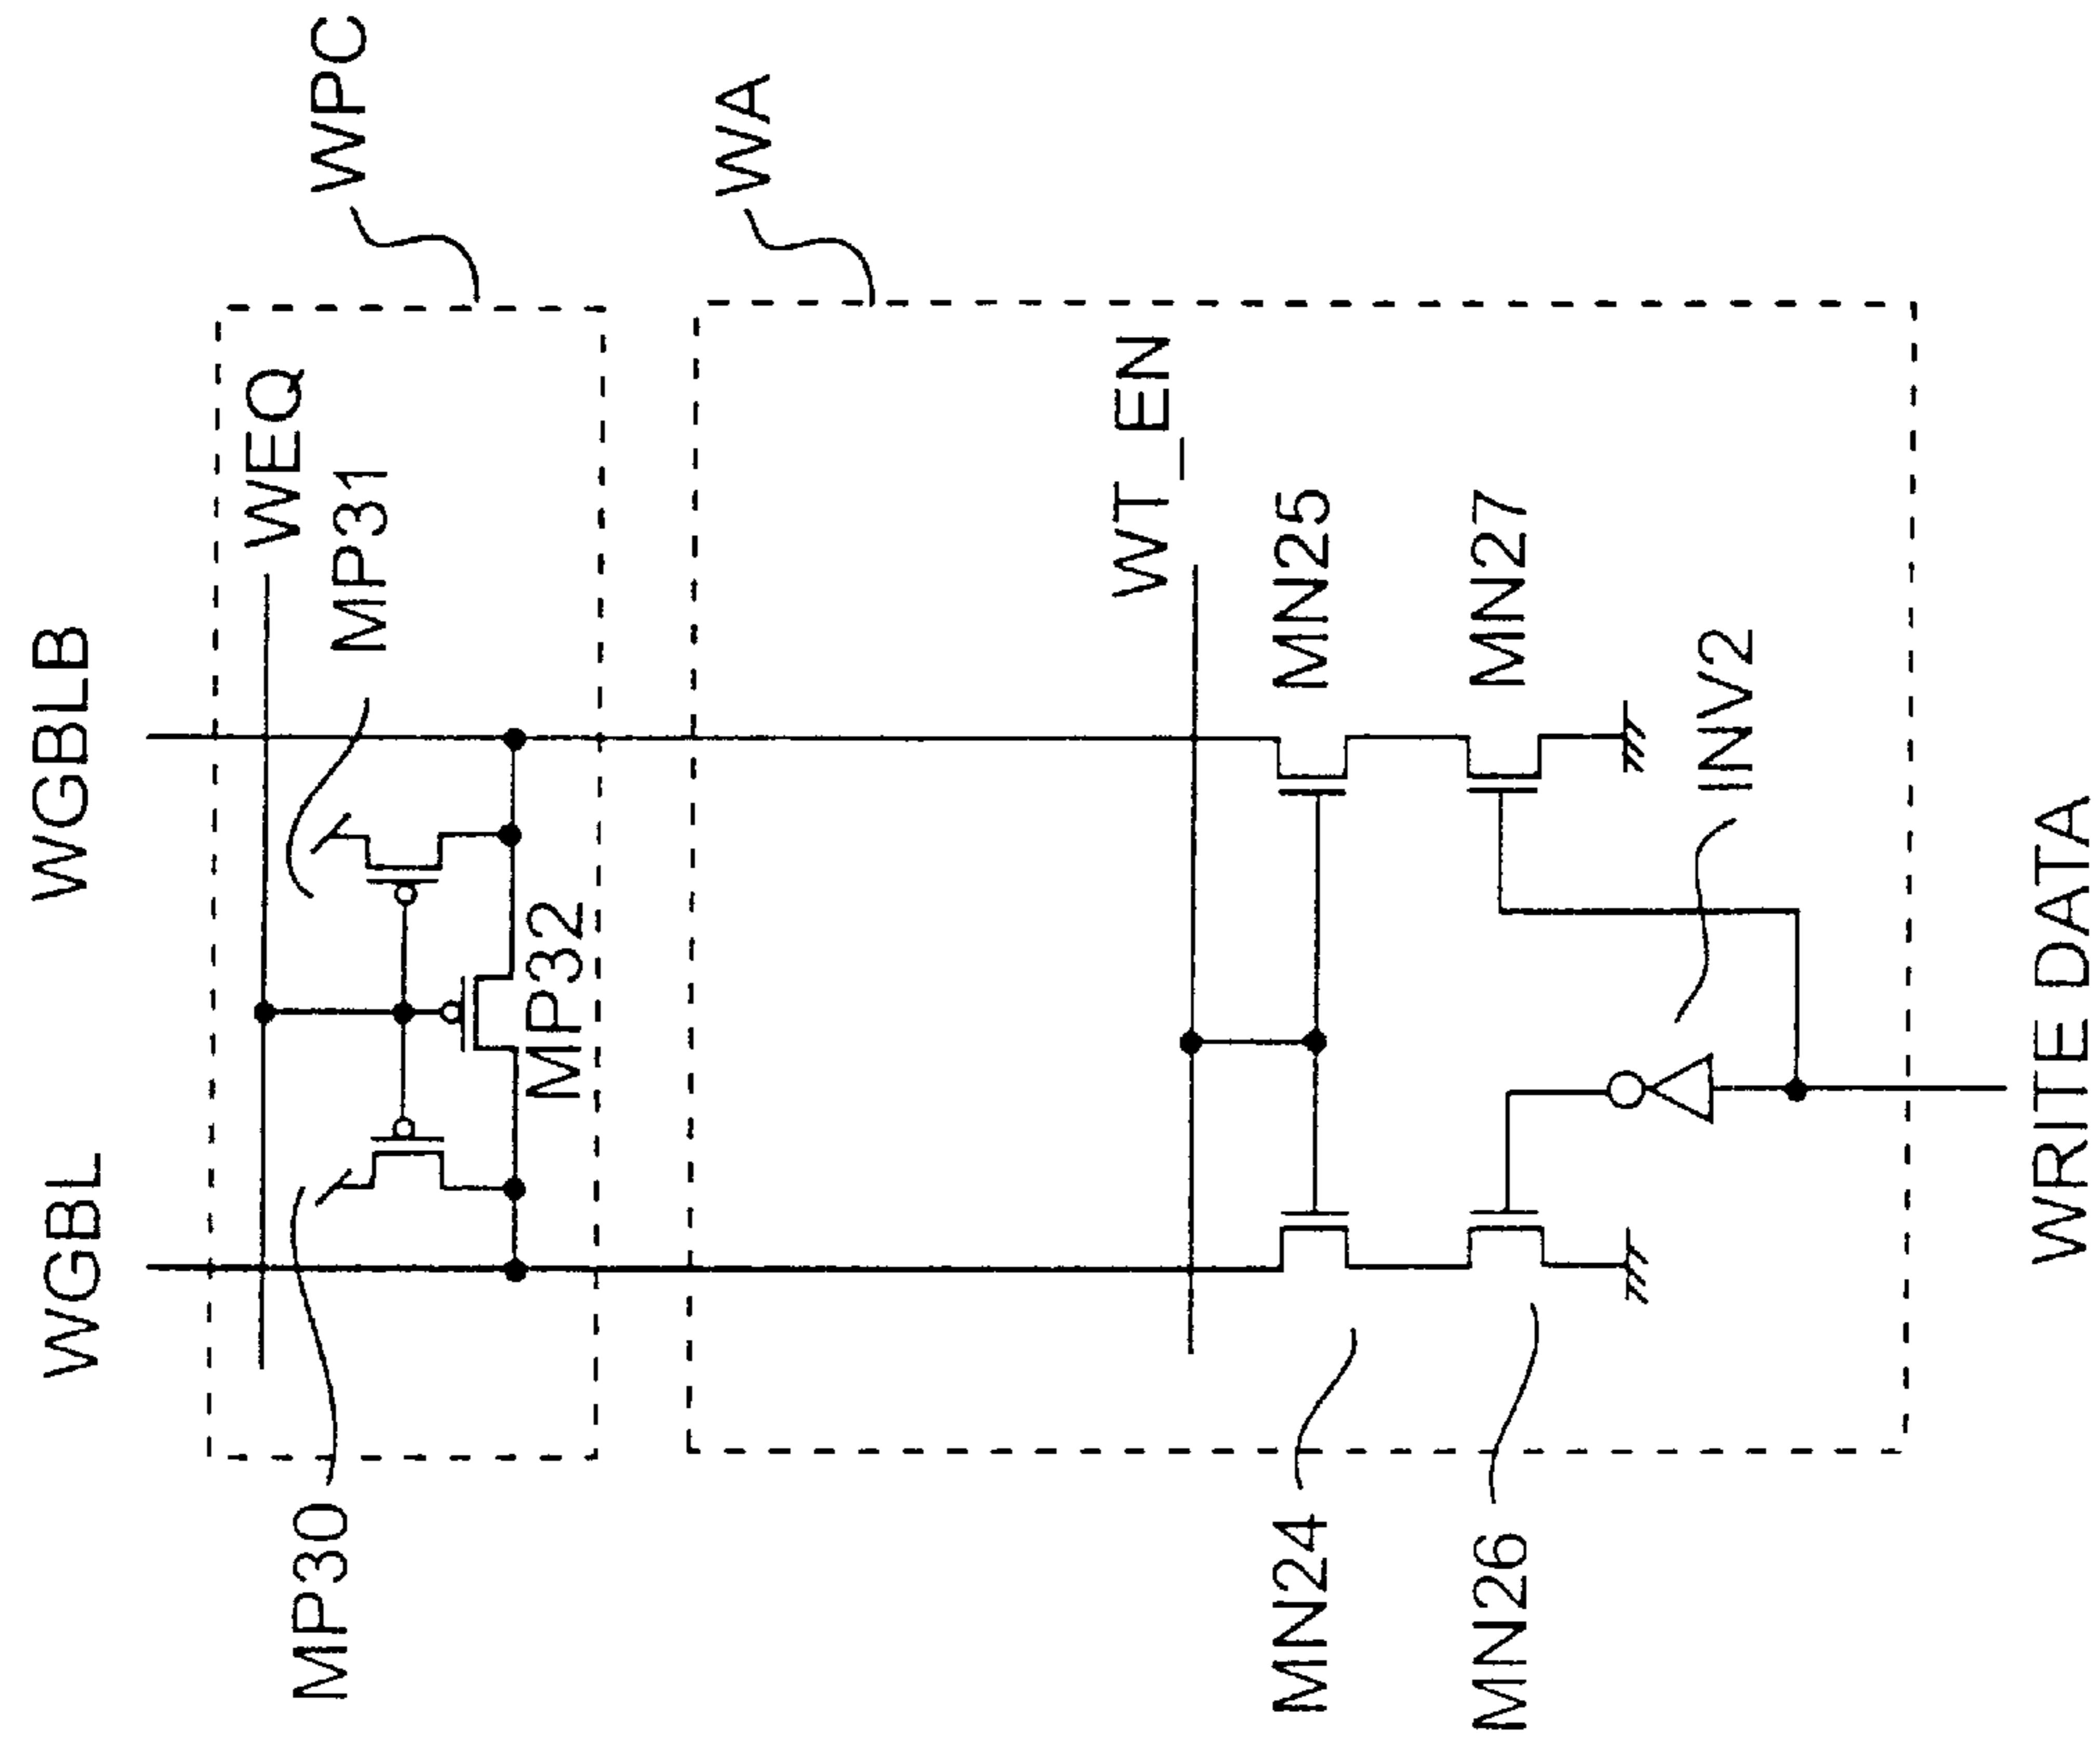 WGBL
WGBLB
WEQ
WPC
MP30
MP31
MP32
WA
WT_EN
MN24
MN25
MN26
MN27
INV2
WRITE DATA